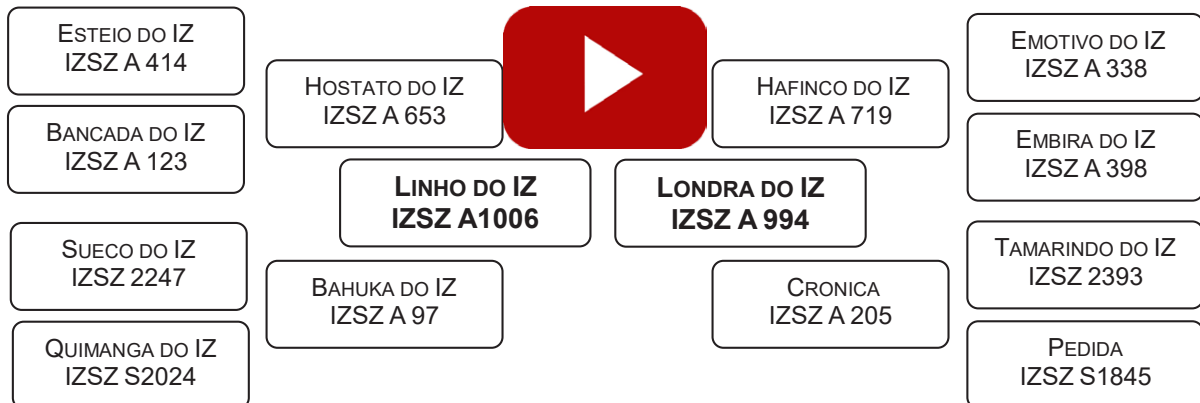 ESTEIO DO IZ
IZSZ A 414
BANCADA DO IZ
IZSZ A 123
SUECO DO IZ
IZSZ 2247
QUIMANGA DO IZ
IZSZ S2024
HOSTATO DO IZ
IZSZ A 653
BAHUKA DO IZ
IZSZ A 97
LINHO DO IZ
IZSZ A1006
LONDRA DO IZ
IZSZ A 994
HAFINCO DO IZ
IZSZ A 719
CRONICA
IZSZ A 205
EMOTIVO DO IZ
IZSZ A 338
EMBIRA DO IZ
IZSZ A 398
TAMARINDO DO IZ
IZSZ 2393
PEDIDA
IZSZ S1845